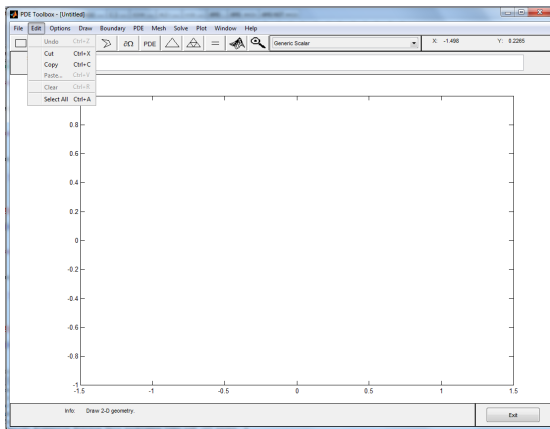 PDE Toolbox - [Untitled]
File Edit Options Draw Boundary PDE Mesh Solve Plot Window Help
Undo Ctrl+Z
Cut Ctrl+X
Copy Ctrl+C
Paste... Ctrl+V
Clear Ctrl+R
Select All Ctrl+A
∂Ω PDE = Generic Scalar X: -1.498 Y: 0.2265
0.8
0.6
0.4
0.2
0
-0.2
-0.4
-0.6
-0.8
-1
-1.5 -1 -0.5 0 0.5 1 1.5
Info: Draw 2-D geometry. Exit